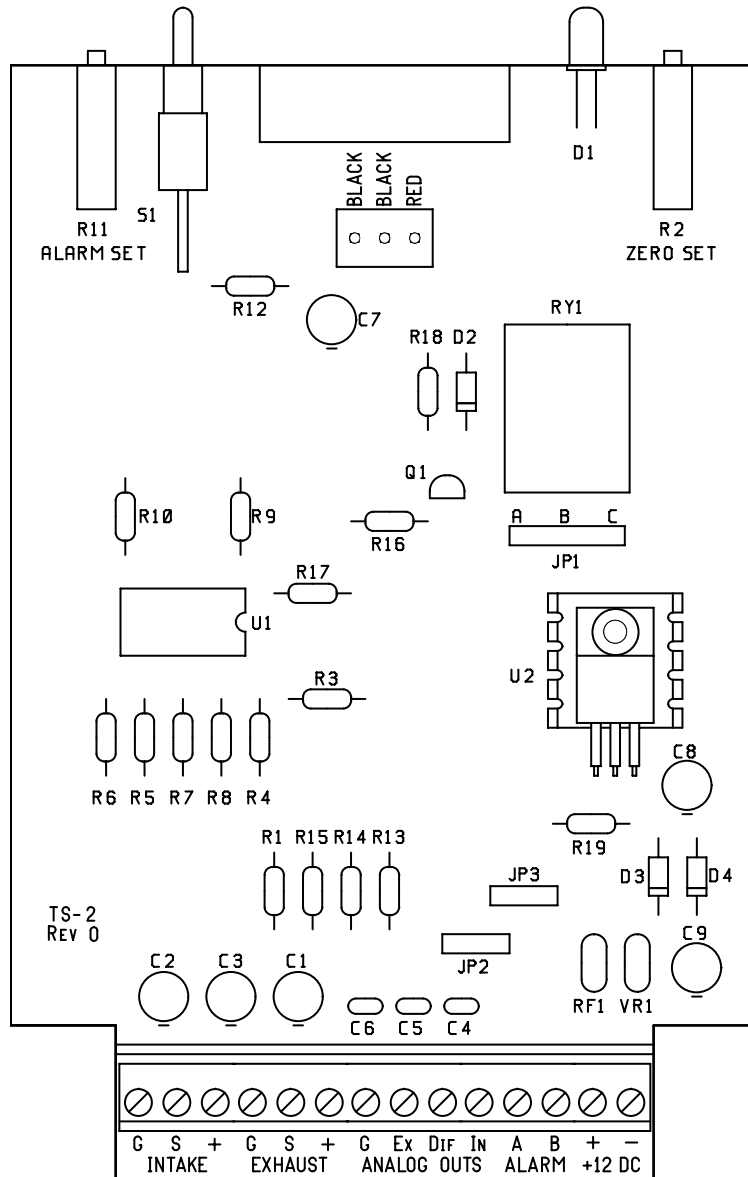 BLACK BLACK RED
D1
S1
R11 R2
ALARM SET ZERO SET
R12 C7 RY1
R18 D2
Q1
R10 R9 R16 A B C
JP1
R17
U1
R3 U2
C8
R6 R5 R7 R8 R4
R1 R15 R14 R13 R19
JP3 D3 D4
TS-2
REV 0
C2 C3 C1 JP2 C9
C6 C5 C4 RF1 VR1
G S + G S + G EX DIF IN A B + -
INTAKE EXHAUST ANALOG OUTS ALARM +12 DC